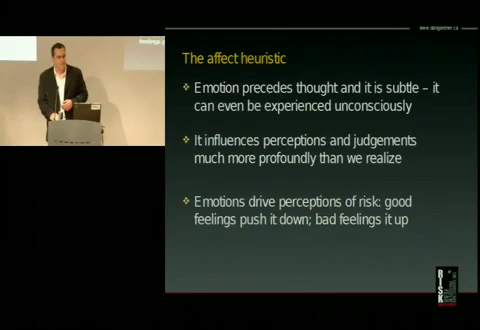 www.dangardner.ca
The affect heuristic
Emotion precedes thought and it is subtle – it
can even be experienced unconsciously
It influences perceptions and judgements
much more profoundly than we realize
Emotions drive perceptions of risk: good
feelings push it down; bad feelings it up
RISK